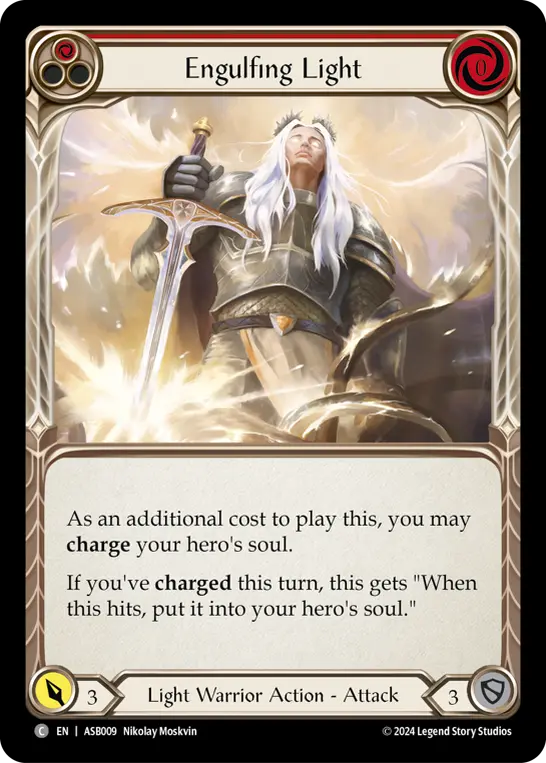 Engulfing Light
0
As an additional cost to play this, you may
charge your hero's soul.
If you've charged this turn, this gets "When
this hits, put it into your hero's soul."
3
Light Warrior Action - Attack
3
C EN | ASB009 Nikolay Moskvin
© 2024 Legend Story Studios